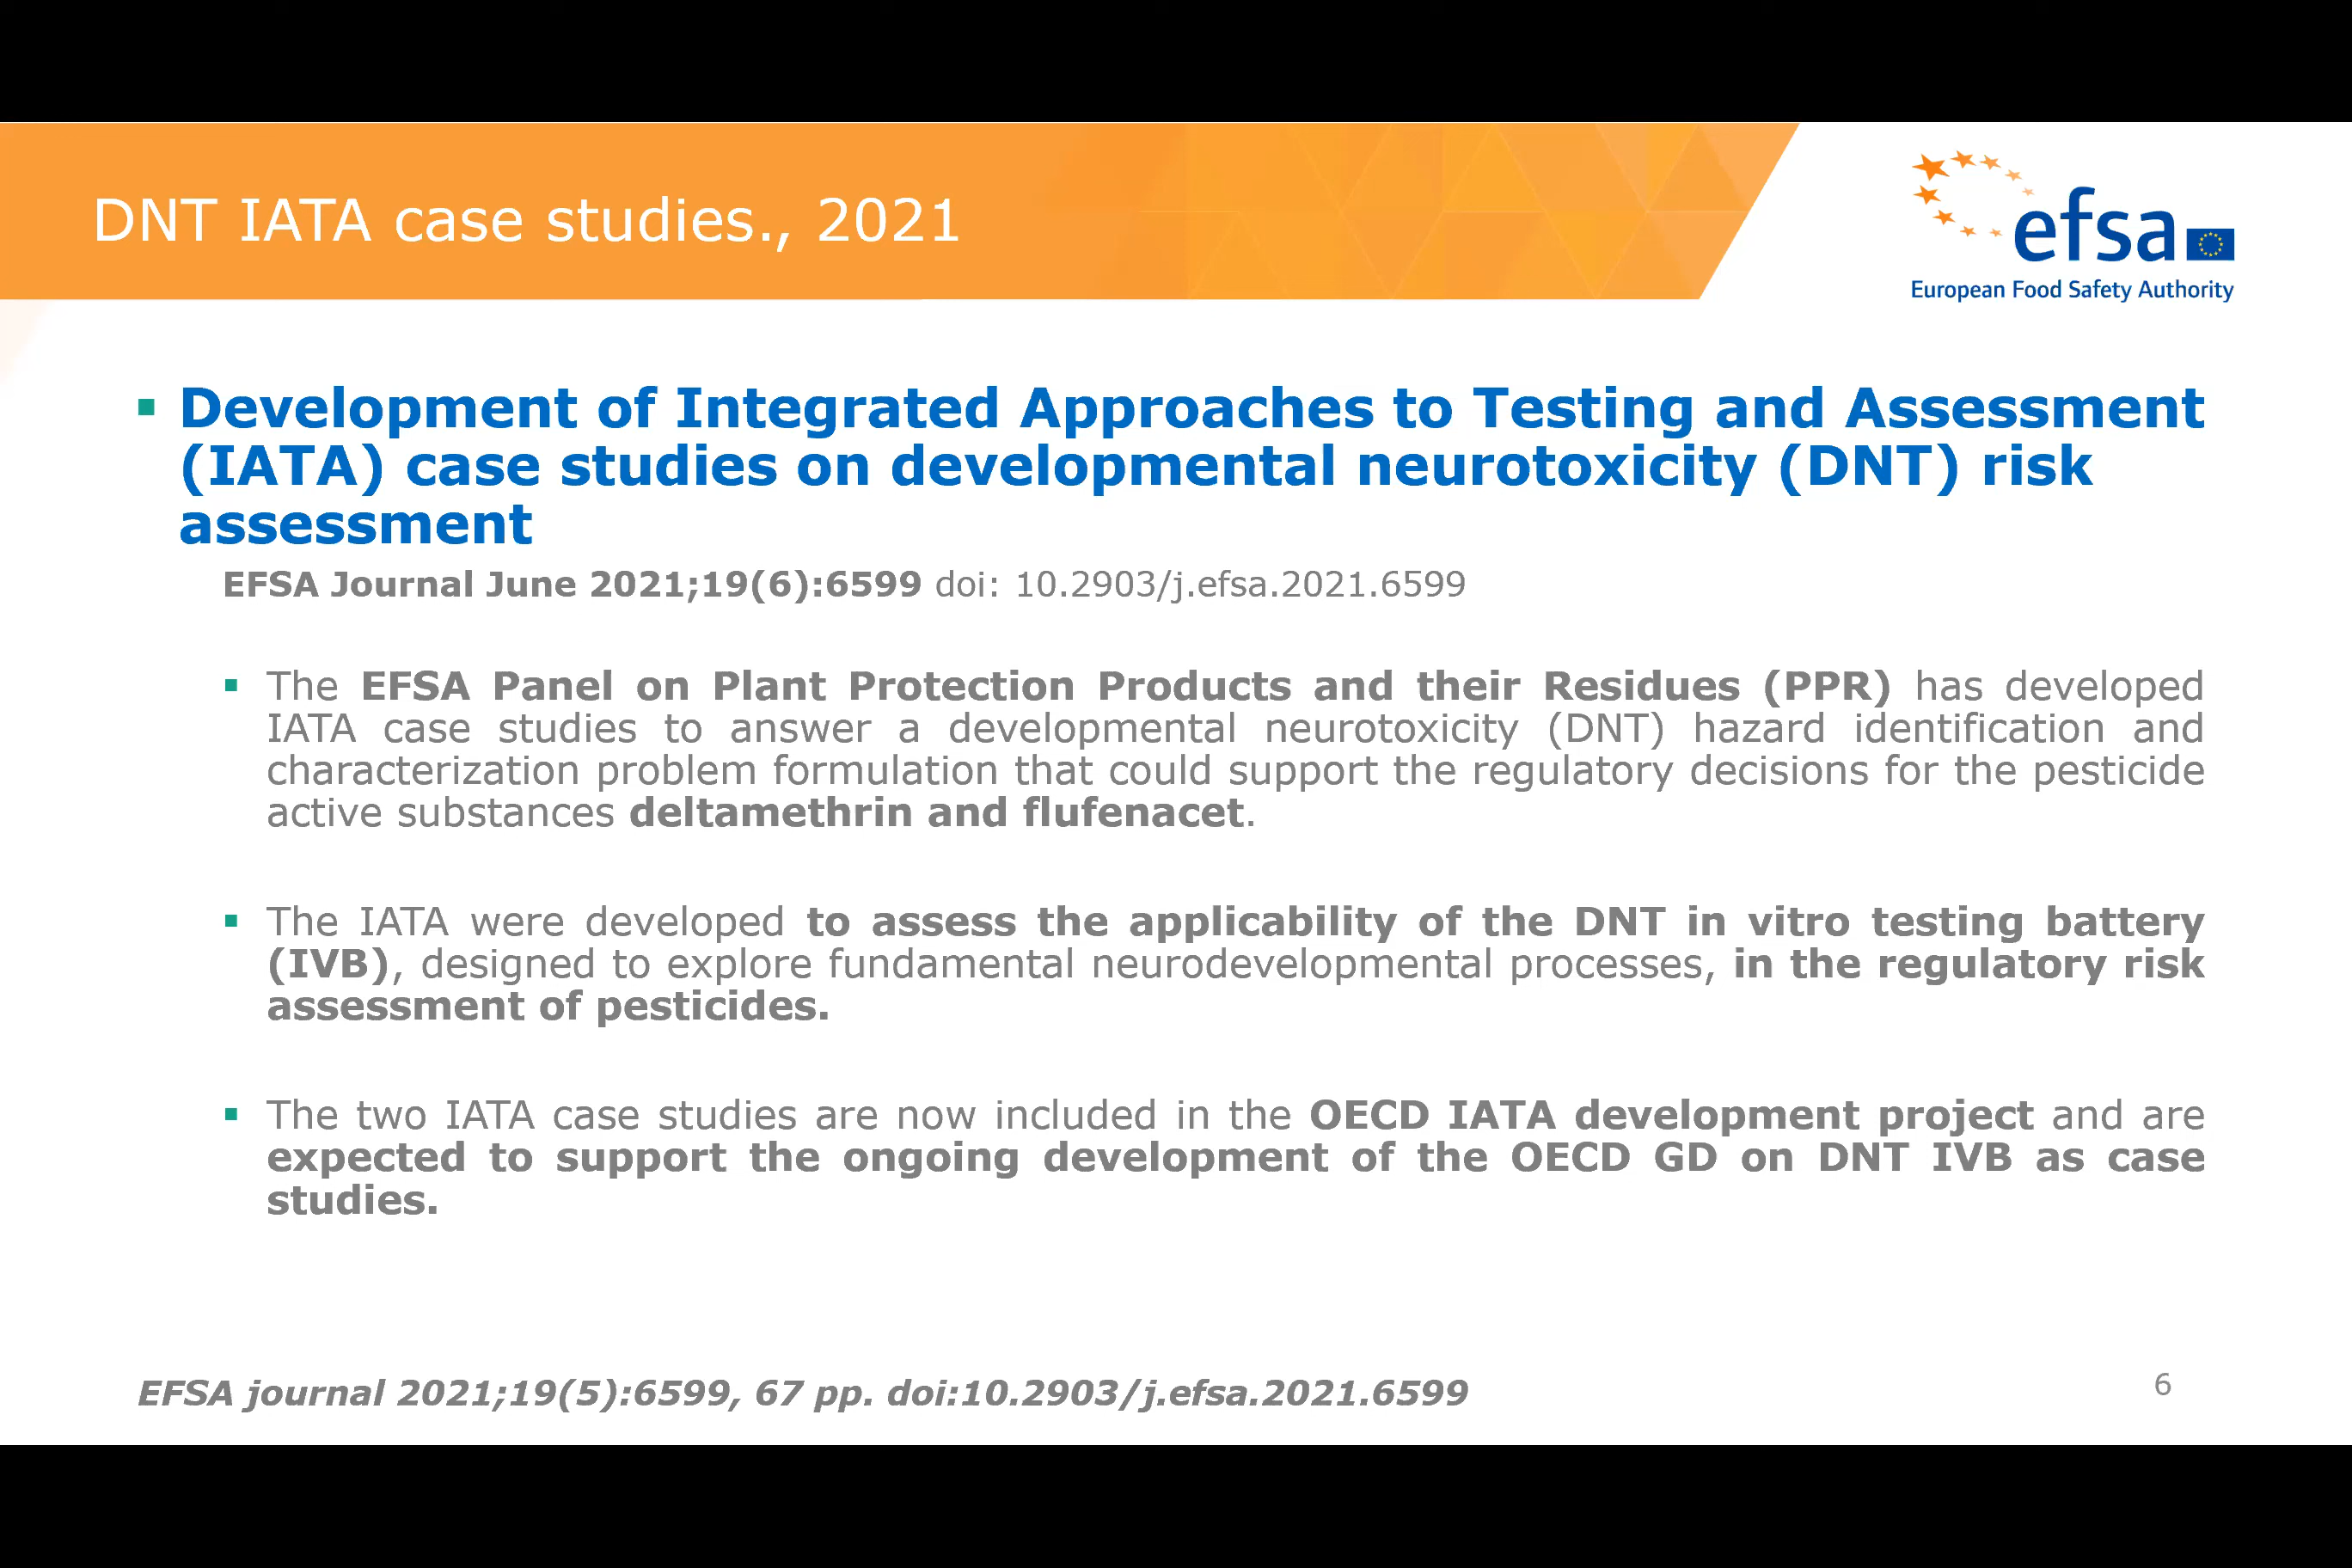 DNT IATA case studies., 2021
efsa
European Food Safety Authority
▪ Development of Integrated Approaches to Testing and Assessment
(IATA) case studies on developmental neurotoxicity (DNT) risk
assessment
EFSA Journal June 2021;19(6):6599 doi: 10.2903/j.efsa.2021.6599
▪ The EFSA Panel on Plant Protection Products and their Residues (PPR) has developed
IATA case studies to answer a developmental neurotoxicity (DNT) hazard identification and
characterization problem formulation that could support the regulatory decisions for the pesticide
active substances deltamethrin and flufenacet.
▪ The IATA were developed to assess the applicability of the DNT in vitro testing battery
(IVB), designed to explore fundamental neurodevelopmental processes, in the regulatory risk
assessment of pesticides.
▪ The two IATA case studies are now included in the OECD IATA development project and are
expected to support the ongoing development of the OECD GD on DNT IVB as case
studies.
EFSA journal 2021;19(5):6599, 67 pp. doi:10.2903/j.efsa.2021.6599
6